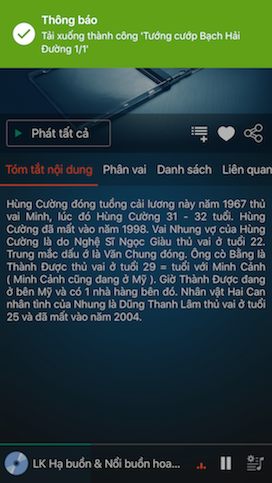 Thông báo
Tải xuống thành công 'Tướng cướp Bạch Hải
Đường 1/1'
Phát tất cả
Tóm tắt nội dung Phân vai Danh sách Liên quan
Hùng Cường đóng tuồng cải lương này năm 1967 thủ
vai Minh, lúc đó Hùng Cường 31 - 32 tuổi. Hùng
Cường đã mất vào năm 1998. Vai Nhung vợ của Hùng
Cường là do Nghệ Sĩ Ngọc Giàu thủ vai ở tuổi 22.
Trung mắc dấu ở là Văn Chung đóng. Ông cò Bằng là
Thành Được thủ vai ở tuổi 29 = tuổi với Minh Cảnh
( Minh Cảnh cũng đang ở Mỹ ). Giờ Thành Được đang
ở bên Mỹ và có 1 nhà hàng bên đó. Nhân vật Hai Can
nhân tình của Nhung là Dũng Thanh Lâm thủ vai ở tuổi
25 và đã mất vào năm 2004.
LK Hạ buồn & Nổi buồn hoa...